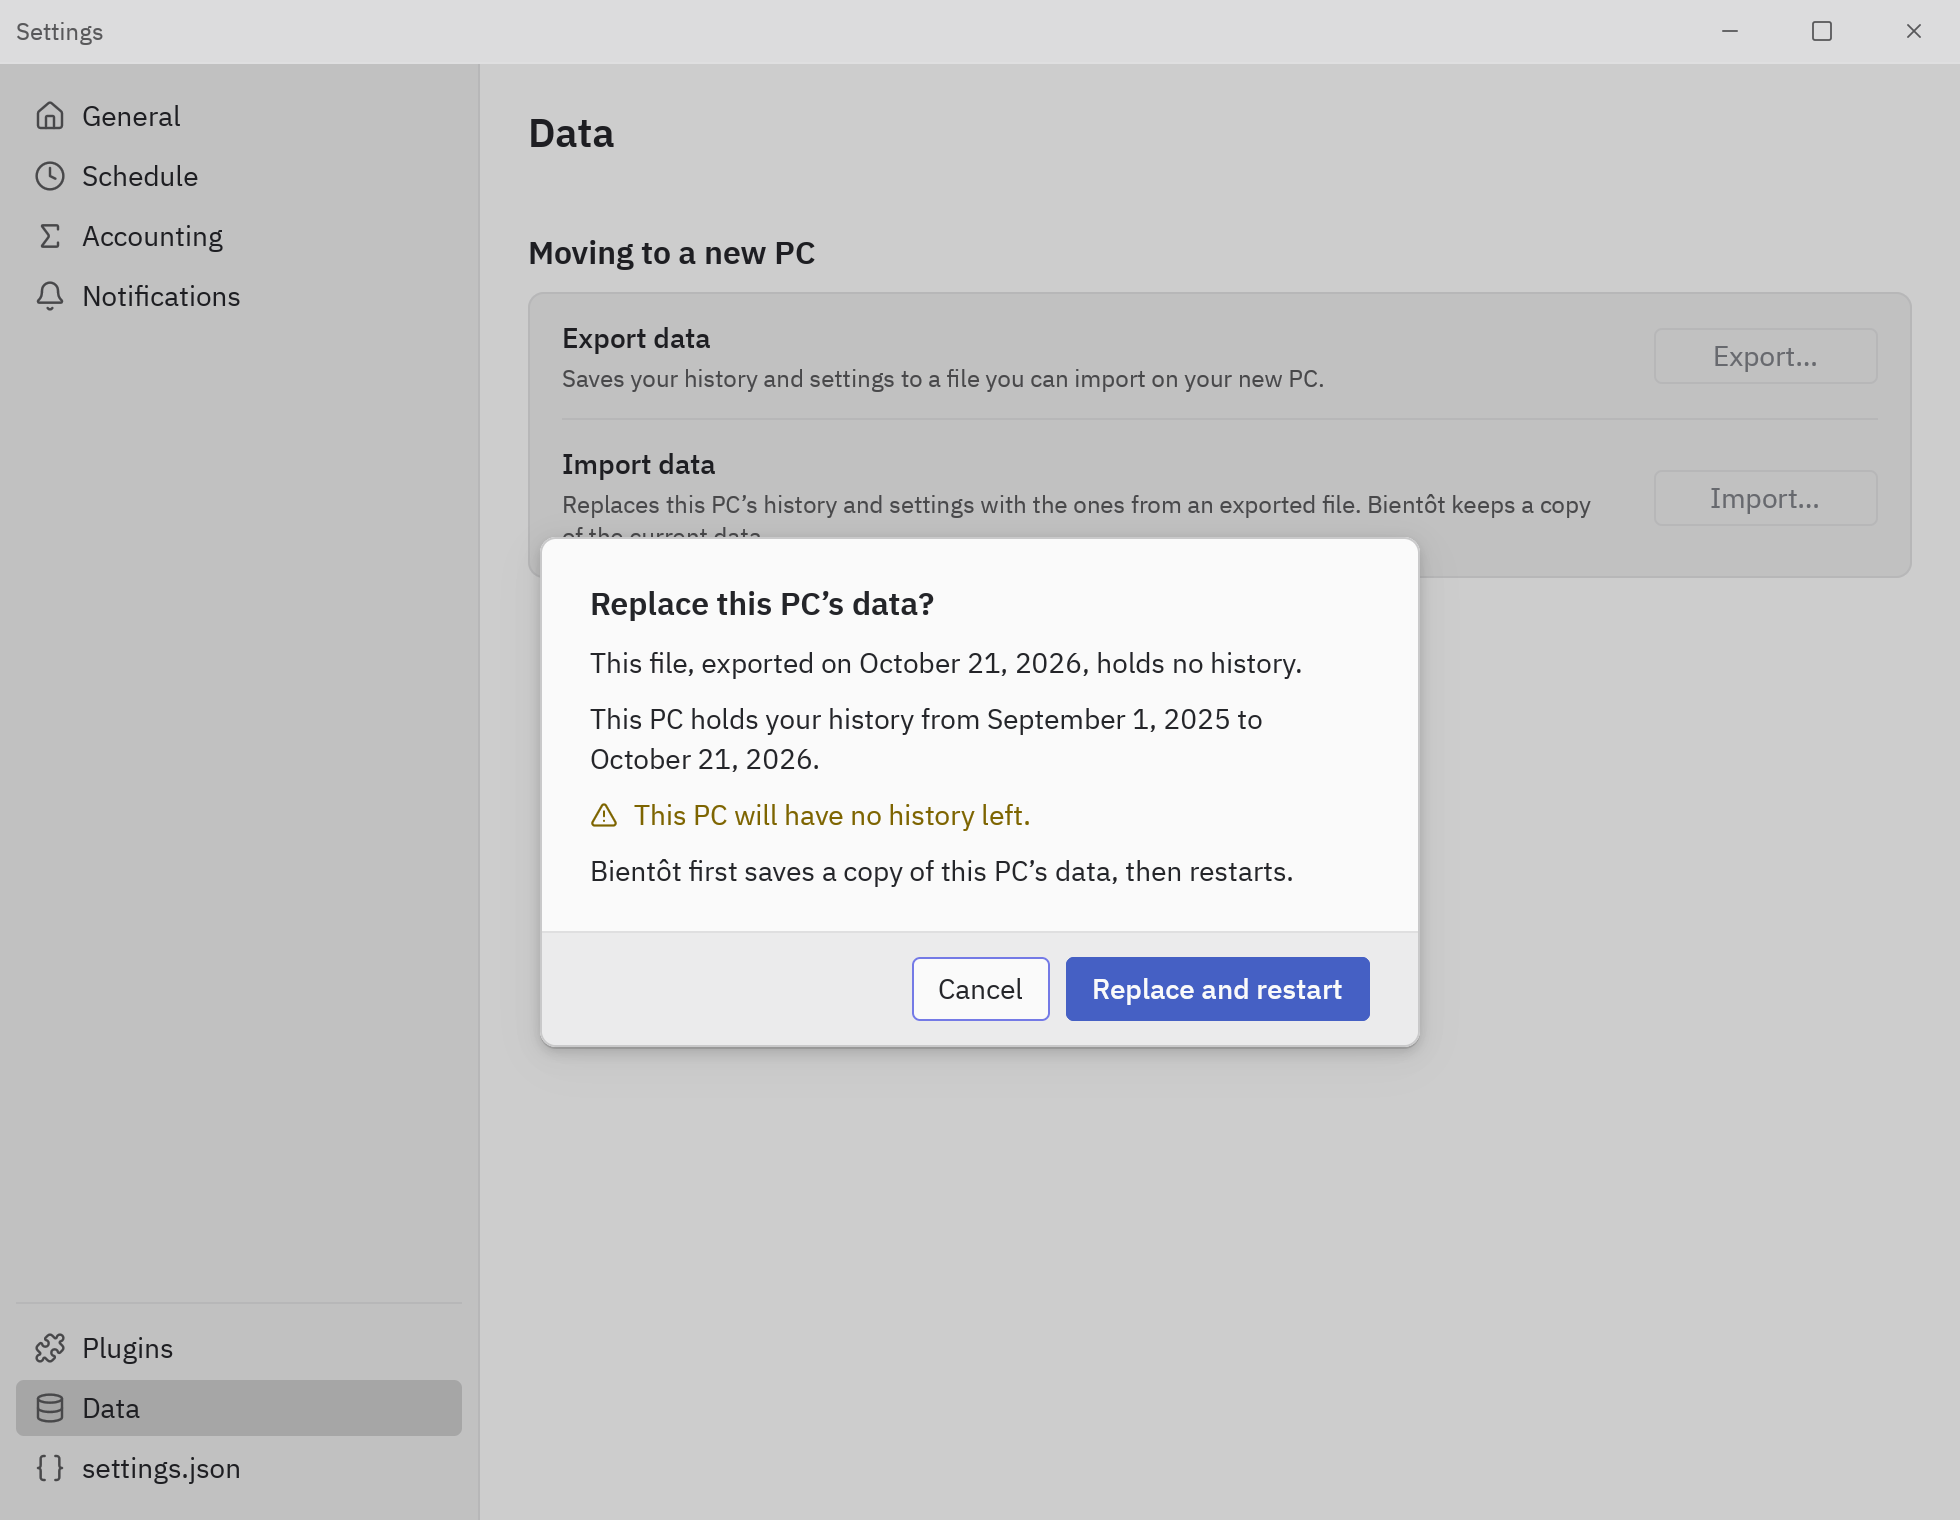 Settings
General
Schedule
Accounting
Notifications
Plugins
Data
settings.json
Data
Moving to a new PC
Export data
Saves your history and settings to a file you can import on your new PC.
Export...
Import data
Replaces this PC’s history and settings with the ones from an exported file. Bientôt keeps a copy
of the current data.
Import...
Replace this PC’s data?
This file, exported on October 21, 2026, holds no history.
This PC holds your history from September 1, 2025 to
October 21, 2026.
This PC will have no history left.
Bientôt first saves a copy of this PC’s data, then restarts.
Cancel
Replace and restart